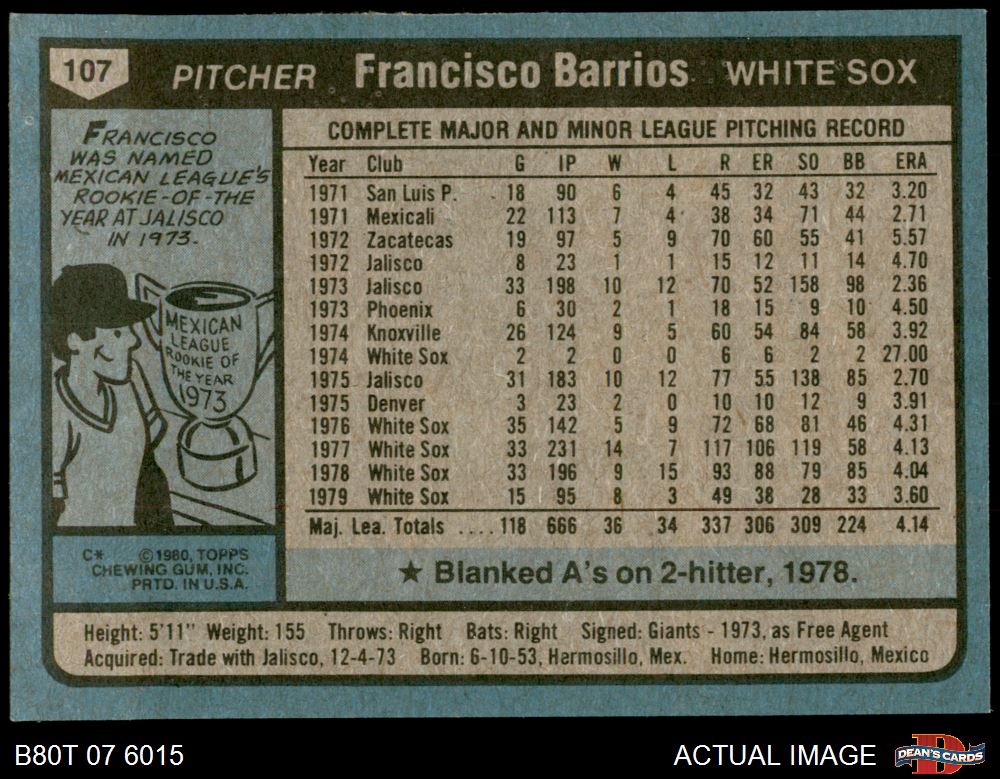 107 PITCHER Francisco Barrios WHITE SOX
FRANCISCO
WAS NAMED
MEXICAN LEAGUE'S
ROOKIE-OF-THE
YEAR AT JALISCO
IN 1973.
MEXICAN
LEAGUE
ROOKIE OF
THE YEAR
1973
C* ©1980, TOPPS
CHEWING GUM, INC.
PRTD. IN U.S.A.
COMPLETE MAJOR AND MINOR LEAGUE PITCHING RECORD
Year Club G IP W L R ER SO BB ERA
1971 San Luis P. 18 90 6 4 45 32 43 32 3.20
1971 Mexicali 22 113 7 4 38 34 71 44 2.71
1972 Zacatecas 19 97 5 9 70 60 55 41 5.57
1972 Jalisco 8 23 1 1 15 12 11 14 4.70
1973 Jalisco 33 198 10 12 70 52 158 98 2.36
1973 Phoenix 6 30 2 1 18 15 9 10 4.50
1974 Knoxville 26 124 9 5 60 54 84 58 3.92
1974 White Sox 2 2 0 0 6 6 2 2 27.00
1975 Jalisco 31 183 10 12 77 55 138 85 2.70
1975 Denver 3 23 2 0 10 10 12 9 3.91
1976 White Sox 35 142 5 9 72 68 81 46 4.31
1977 White Sox 33 231 14 7 117 106 119 58 4.13
1978 White Sox 33 196 9 15 93 88 79 85 4.04
1979 White Sox 15 95 8 3 49 38 28 33 3.60
Maj. Lea. Totals .... 118 666 36 34 337 306 309 224 4.14
★ Blanked A's on 2-hitter, 1978.
Height: 5'11" Weight: 155 Throws: Right Bats: Right Signed: Giants - 1973, as Free Agent
Acquired: Trade with Jalisco, 12-4-73 Born: 6-10-53, Hermosillo, Mex. Home: Hermosillo, Mexico
B80T 07 6015 ACTUAL IMAGE DEAN'S CARDS